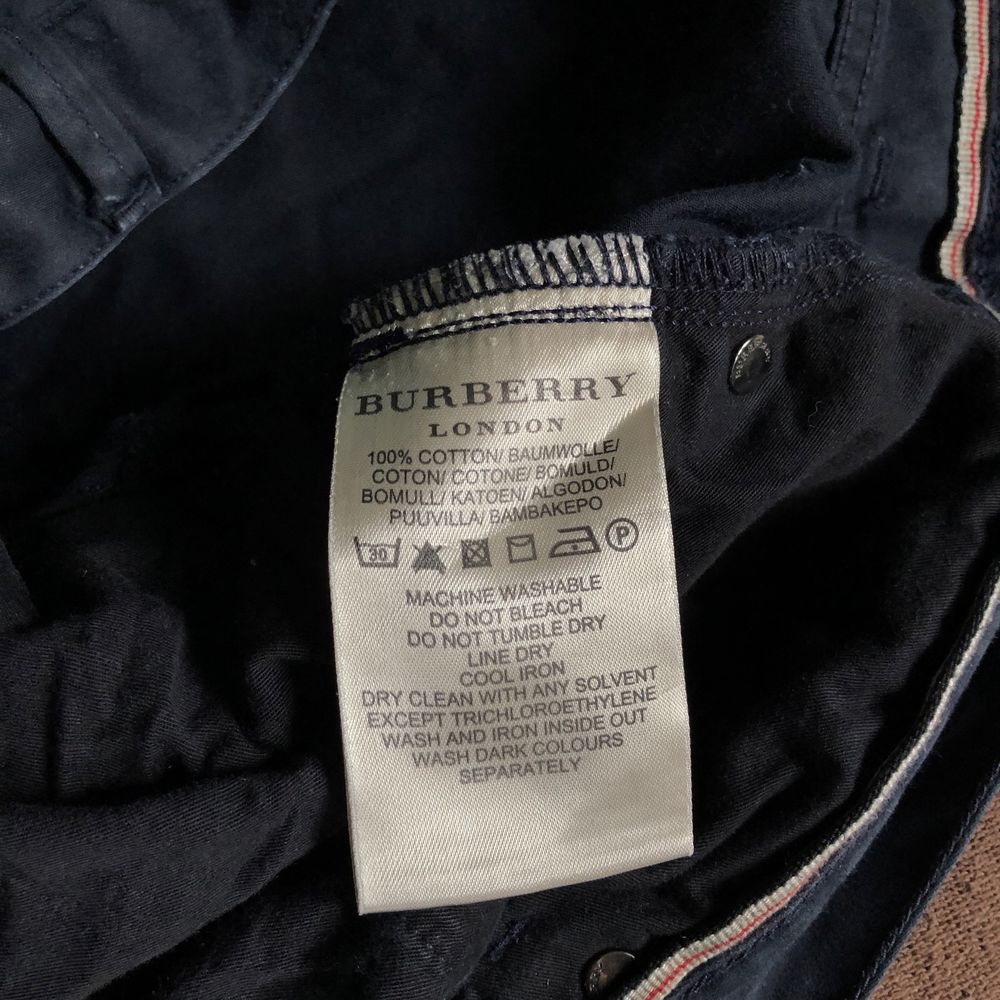 BURBERRY
LONDON
100% COTTON/ BAUMWOLLE/
COTON/ COTONE/ BOMULD/
BOMULL/ KATOEN/ ALGODON/
PUUVILLA/ BAMBAKEPO
30
P
MACHINE WASHABLE
DO NOT BLEACH
DO NOT TUMBLE DRY
LINE DRY
COOL IRON
DRY CLEAN WITH ANY SOLVENT
EXCEPT TRICHLOROETHYLENE
WASH AND IRON INSIDE OUT
WASH DARK COLOURS
SEPARATELY